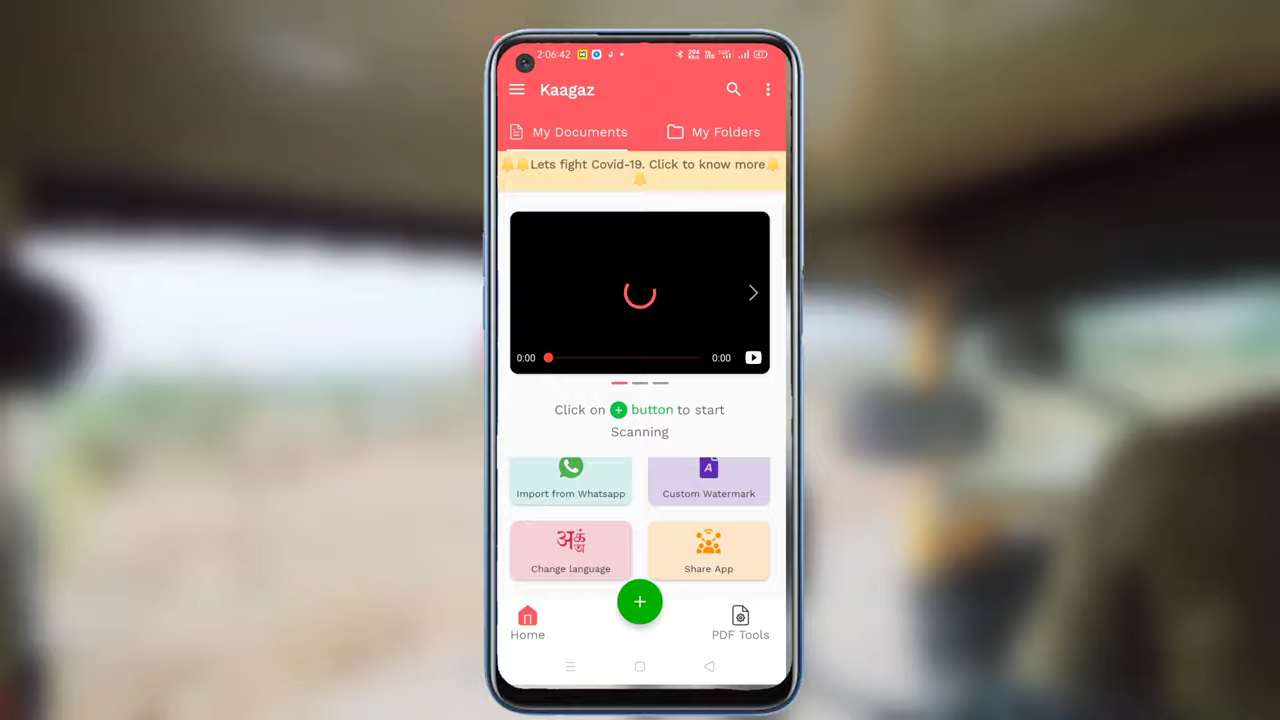 2:06:42
Kaagaz
My Documents
My Folders
Lets fight Covid-19. Click to know more
0:00
0:00
Click on + button to start
Scanning
Import from Whatsapp
A
Custom Watermark
अ क अ
Change language
Share App
+
Home
PDF Tools